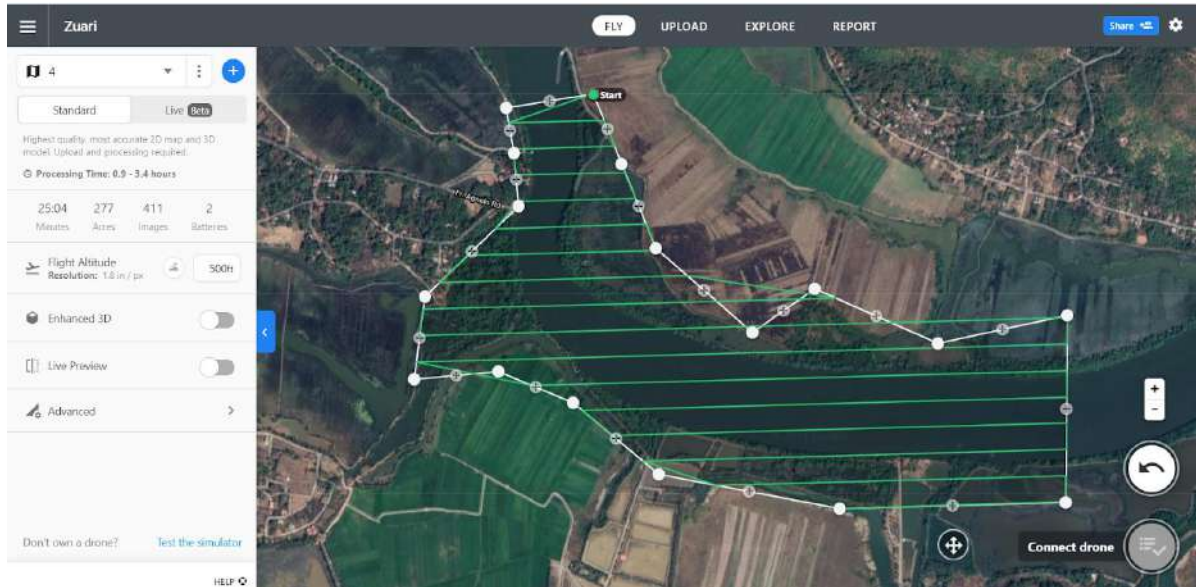 Zuari
FLY UPLOAD EXPLORE REPORT
Share
4
Standard Live Beta
Highest quality, most accurate 2D map and 3D
model. Upload and processing required.
Processing Time: 0.9 - 3.4 hours
25:04 277 411 2
Minutes Acres Images Batteries
Flight Altitude
Resolution: 1.8 in / px
500ft
Enhanced 3D
Live Preview
Advanced
Don't own a drone? Test the simulator
HELP
Start
+
−
Connect drone